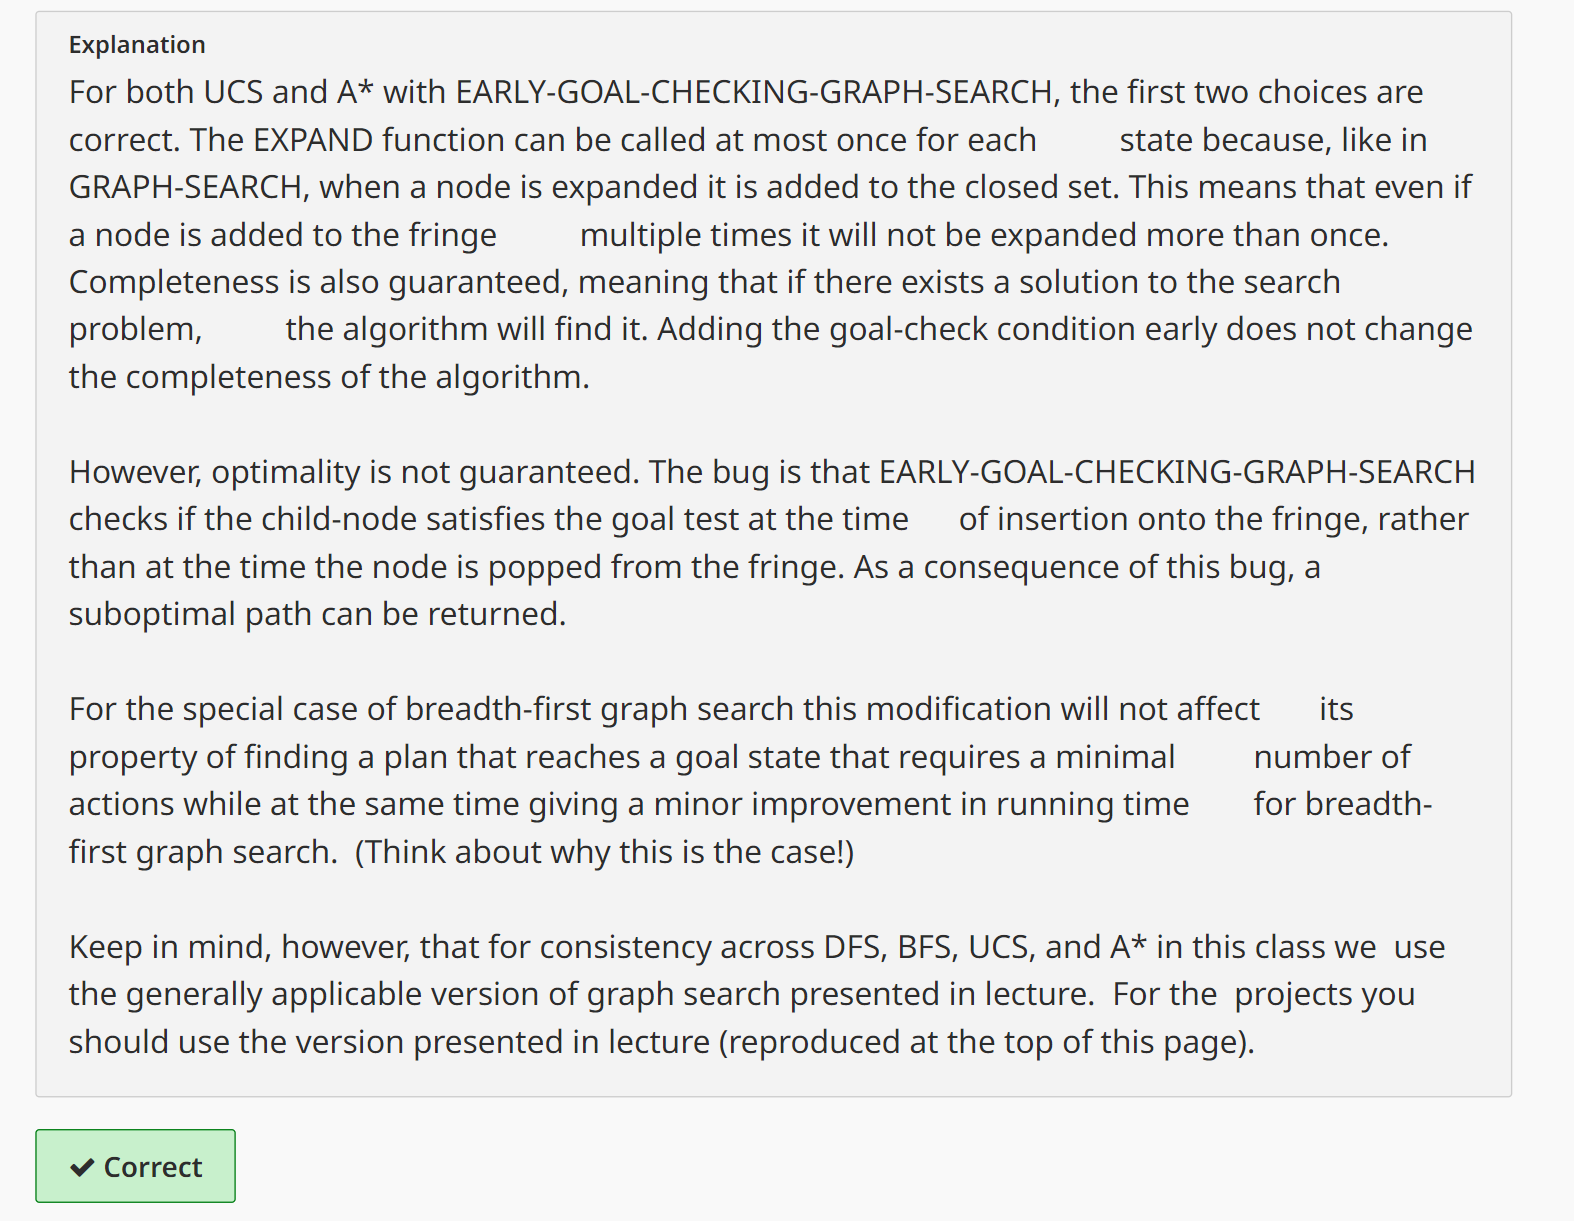 Explanation
For both UCS and A* with EARLY-GOAL-CHECKING-GRAPH-SEARCH, the first two choices are
correct. The EXPAND function can be called at most once for each state because, like in
GRAPH-SEARCH, when a node is expanded it is added to the closed set. This means that even if
a node is added to the fringe multiple times it will not be expanded more than once.
Completeness is also guaranteed, meaning that if there exists a solution to the search
problem, the algorithm will find it. Adding the goal-check condition early does not change
the completeness of the algorithm.
However, optimality is not guaranteed. The bug is that EARLY-GOAL-CHECKING-GRAPH-SEARCH
checks if the child-node satisfies the goal test at the time of insertion onto the fringe, rather
than at the time the node is popped from the fringe. As a consequence of this bug, a
suboptimal path can be returned.
For the special case of breadth-first graph search this modification will not affect its
property of finding a plan that reaches a goal state that requires a minimal number of
actions while at the same time giving a minor improvement in running time for breadth-
first graph search. (Think about why this is the case!)
Keep in mind, however, that for consistency across DFS, BFS, UCS, and A* in this class we use
the generally applicable version of graph search presented in lecture. For the projects you
should use the version presented in lecture (reproduced at the top of this page).
✔ Correct